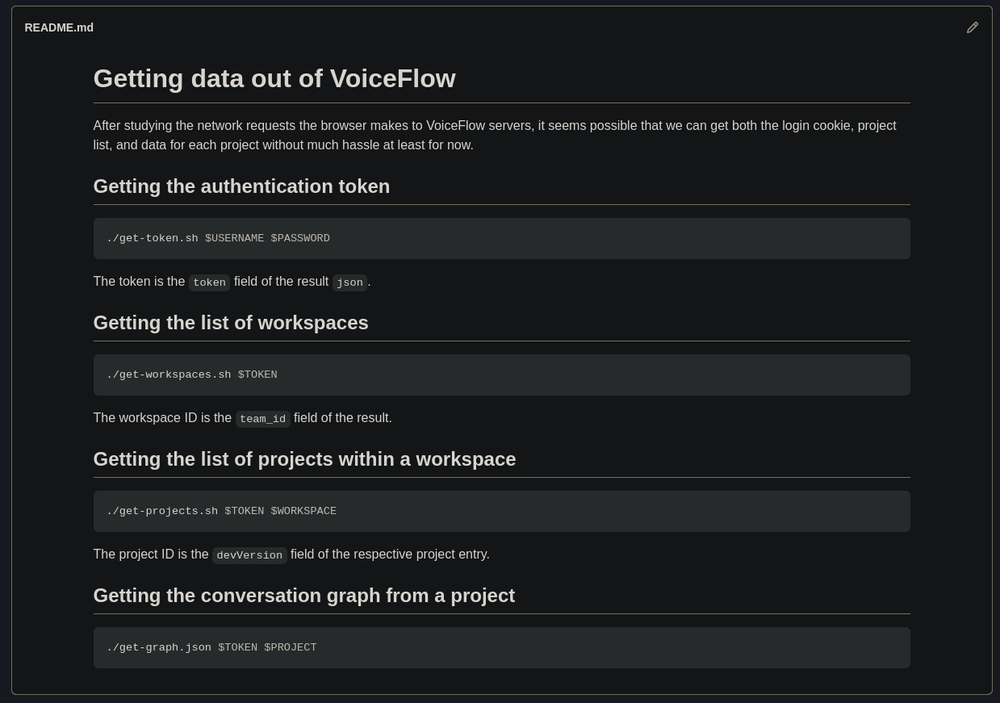 README.md
Getting data out of VoiceFlow
After studying the network requests the browser makes to VoiceFlow servers, it seems possible that we can get both the login cookie, project
list, and data for each project without much hassle at least for now.
Getting the authentication token
./get-token.sh $USERNAME $PASSWORD
The token is the token field of the result json.
Getting the list of workspaces
./get-workspaces.sh $TOKEN
The workspace ID is the team_id field of the result.
Getting the list of projects within a workspace
./get-projects.sh $TOKEN $WORKSPACE
The project ID is the devVersion field of the respective project entry.
Getting the conversation graph from a project
./get-graph.json $TOKEN $PROJECT